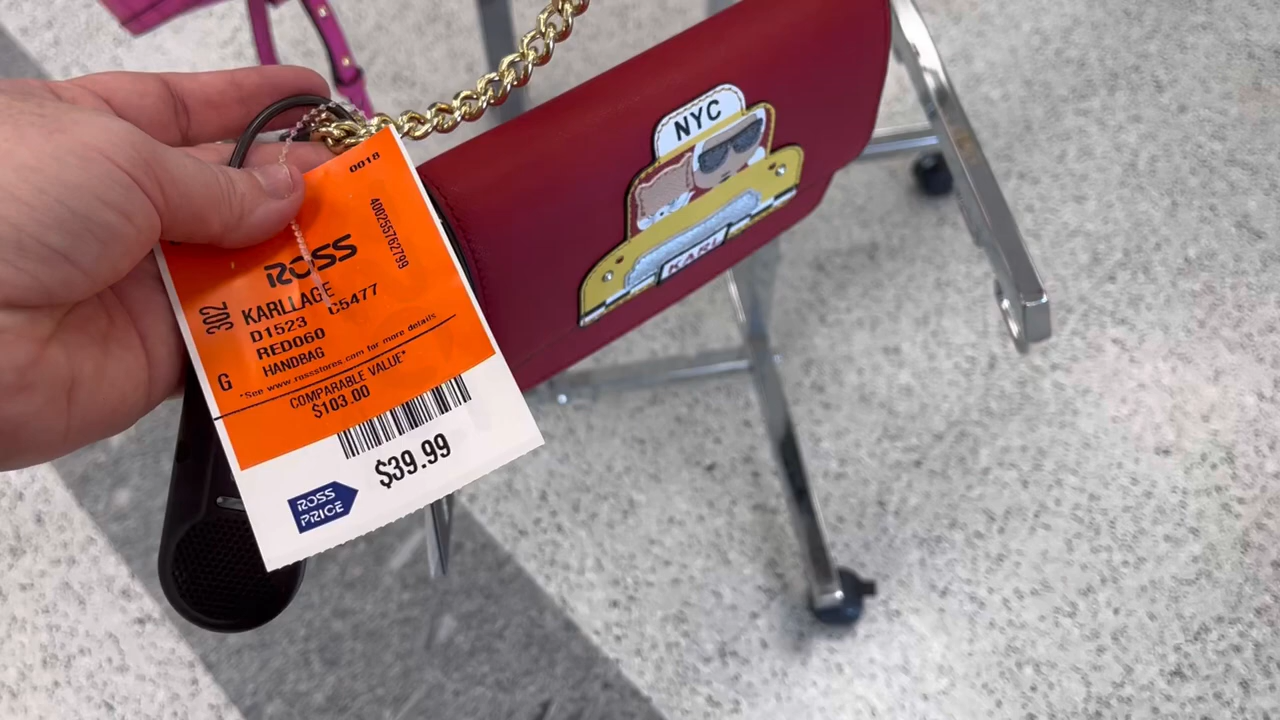 0018
400255762799
ROSS
302
KARLLAGE
D1523 C5477
RED060
HANDBAG
G
*See www.rossstores.com for more details
COMPARABLE VALUE*
$103.00
$39.99
ROSS
PRICE
NYC
KARL